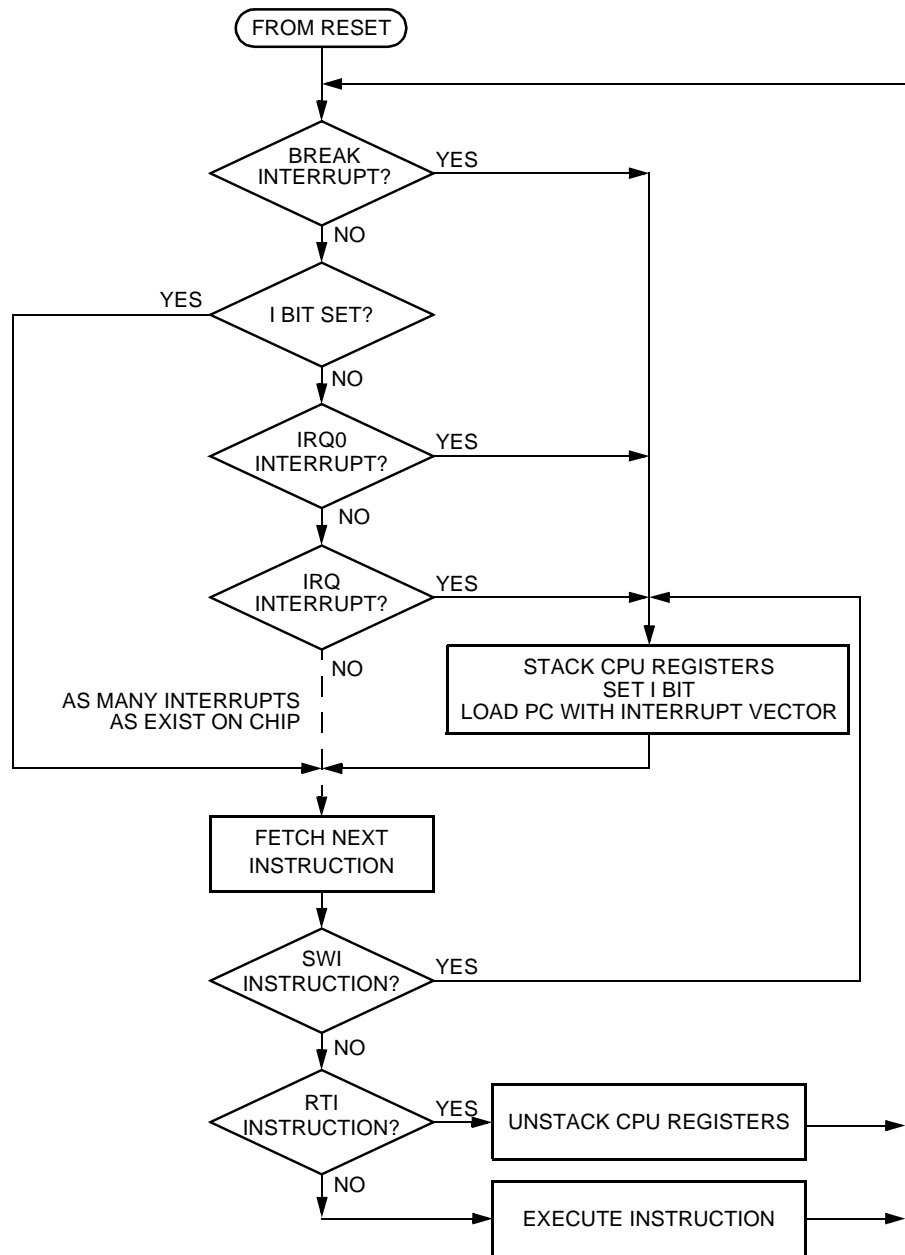 FROM RESET
BREAK
INTERRUPT?
YES
NO
YES
I BIT SET?
NO
IRQ0
INTERRUPT?
YES
NO
IRQ
INTERRUPT?
YES
NO
STACK CPU REGISTERS
SET I BIT
LOAD PC WITH INTERRUPT VECTOR
AS MANY INTERRUPTS
AS EXIST ON CHIP
FETCH NEXT
INSTRUCTION
SWI
INSTRUCTION?
YES
NO
RTI
INSTRUCTION?
YES
UNSTACK CPU REGISTERS
NO
EXECUTE INSTRUCTION